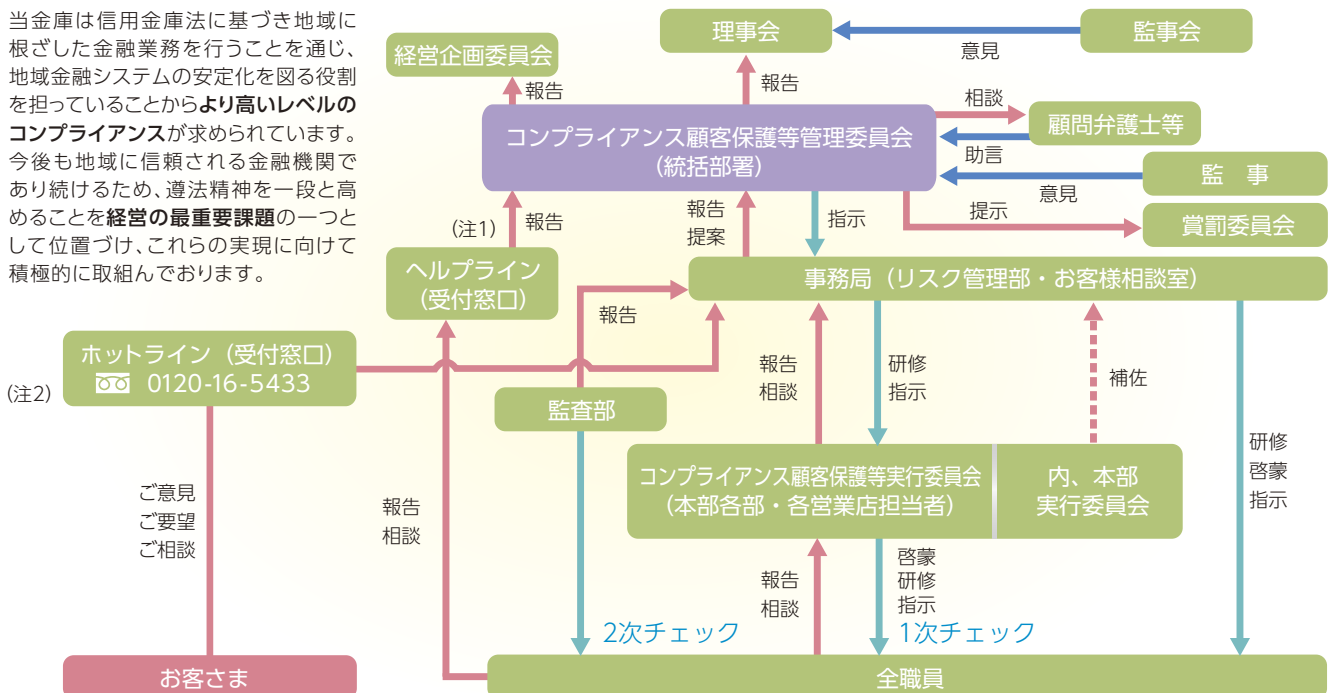 当金庫は信用金庫法に基づき地域に
根ざした金融業務を行うことを通じ、
地域金融システムの安定化を図る役割
を担っていることからより高いレベルの
コンプライアンスが求められています。
今後も地域に信頼される金融機関で
あり続けるため、遵法精神を一段と高
めることを経営の最重要課題の一つと
して位置づけ、これらの実現に向けて
積極的に取組んでおります。
理事会
監事会
意見
経営企画委員会
報告
報告
相談
コンプライアンス顧客保護等管理委員会
(統括部署)
顧問弁護士等
助言
監 事
意見
(注1)
報告
報告
提案
指示
提示
賞罰委員会
ヘルプライン
(受付窓口)
事務局(リスク管理部・お客様相談室)
報告
ホットライン(受付窓口)
0120-16-5433
(注2)
報告
相談
研修
指示
補佐
監査部
研修
啓蒙
指示
コンプライアンス顧客保護等実行委員会
(本部各部・各営業店担当者)
内、本部
実行委員会
ご意見
ご要望
ご相談
報告
相談
報告
相談
啓蒙
研修
指示
2次チェック
1次チェック
お客さま
全職員